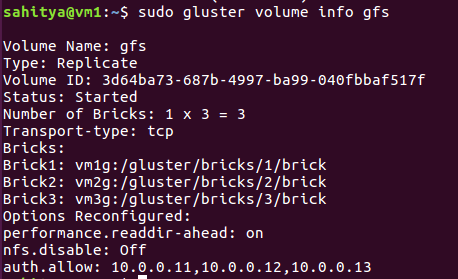 sahitya@vm1:~$ sudo gluster volume info gfs
Volume Name: gfs
Type: Replicate
Volume ID: 3d64ba73-687b-4997-ba99-040fbbaf517f
Status: Started
Number of Bricks: 1 x 3 = 3
Transport-type: tcp
Bricks:
Brick1: vm1g:/gluster/bricks/1/brick
Brick2: vm2g:/gluster/bricks/2/brick
Brick3: vm3g:/gluster/bricks/3/brick
Options Reconfigured:
performance.readdir-ahead: on
nfs.disable: Off
auth.allow: 10.0.0.11,10.0.0.12,10.0.0.13